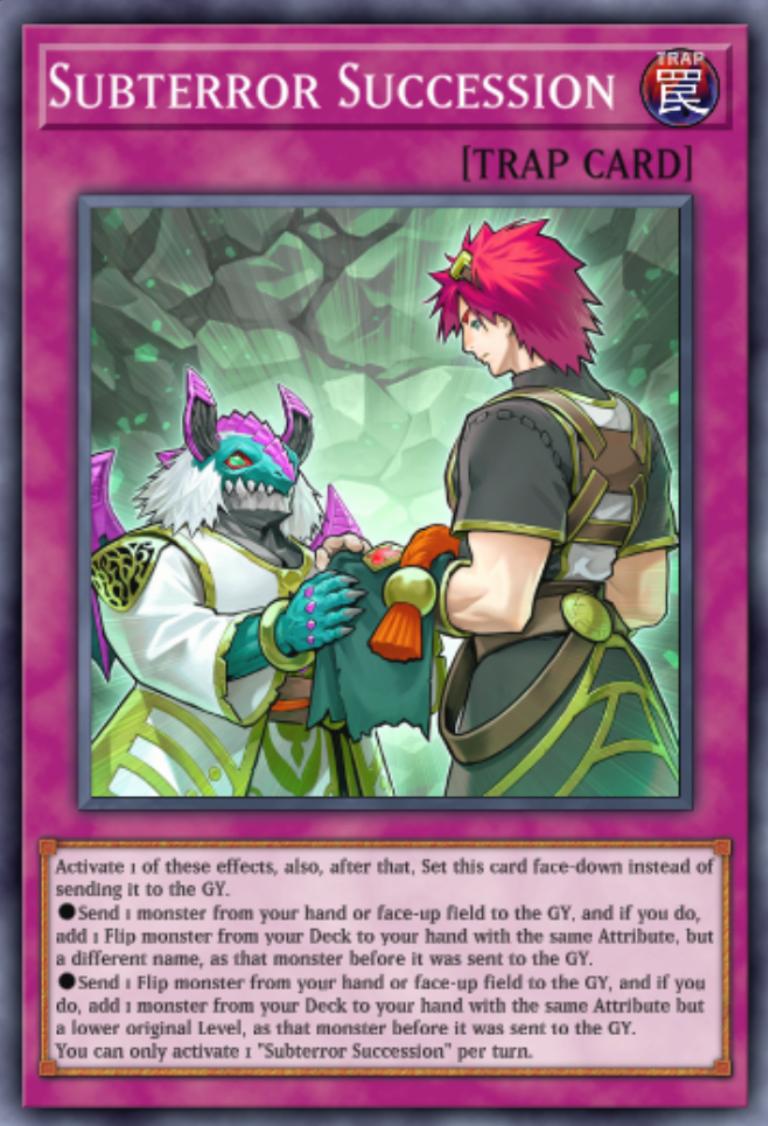 Subterror Succession
TRAP
罠
[TRAP CARD]
Activate 1 of these effects, also, after that, Set this card face-down instead of
sending it to the GY.
●Send 1 monster from your hand or face-up field to the GY, and if you do,
add 1 Flip monster from your Deck to your hand with the same Attribute, but
a different name, as that monster before it was sent to the GY.
●Send 1 Flip monster from your hand or face-up field to the GY, and if you
do, add 1 monster from your Deck to your hand with the same Attribute but
a lower original Level, as that monster before it was sent to the GY.
You can only activate 1 "Subterror Succession" per turn.